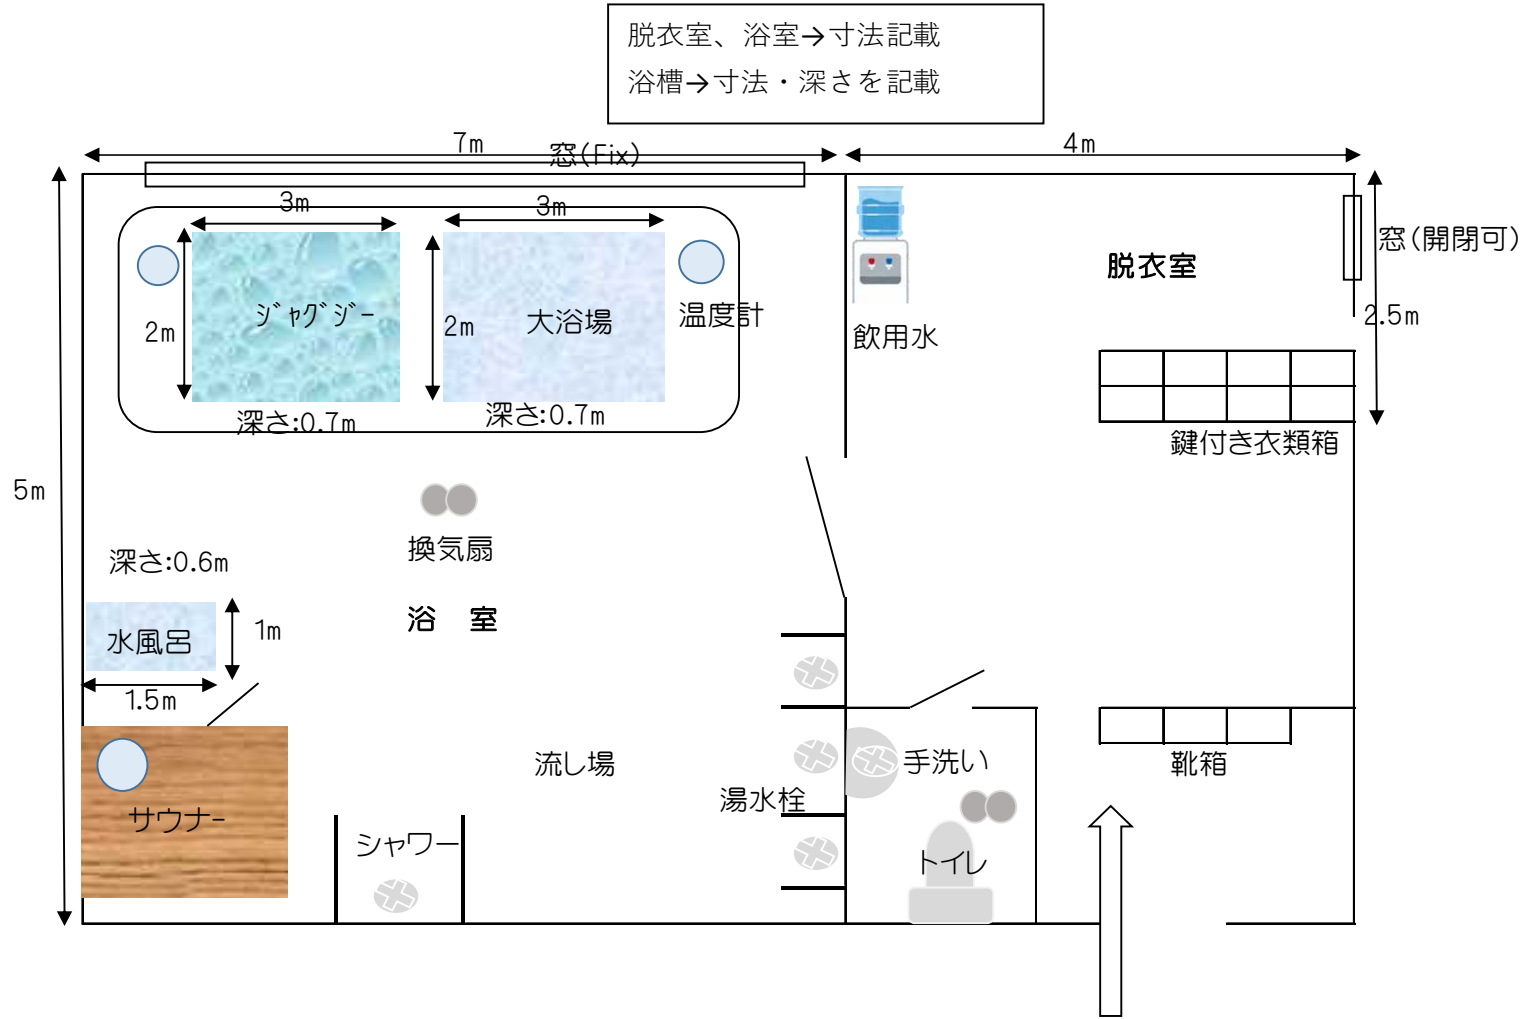 脱衣室、浴室→寸法記載
浴槽→寸法・深さを記載
7m
4m
窓(Fix)
3m
3m
窓(開閉可)
脱衣室
2m
ｼﾞｬｸﾞｼﾞｰ
2m
大浴場
温度計
2.5m
飲用水
深さ:0.7m
深さ:0.7m
鍵付き衣類箱
5m
換気扇
深さ:0.6m
浴 室
水風呂
1m
1.5m
流し場
手洗い
靴箱
湯水栓
サウナー
シャワー
トイレ